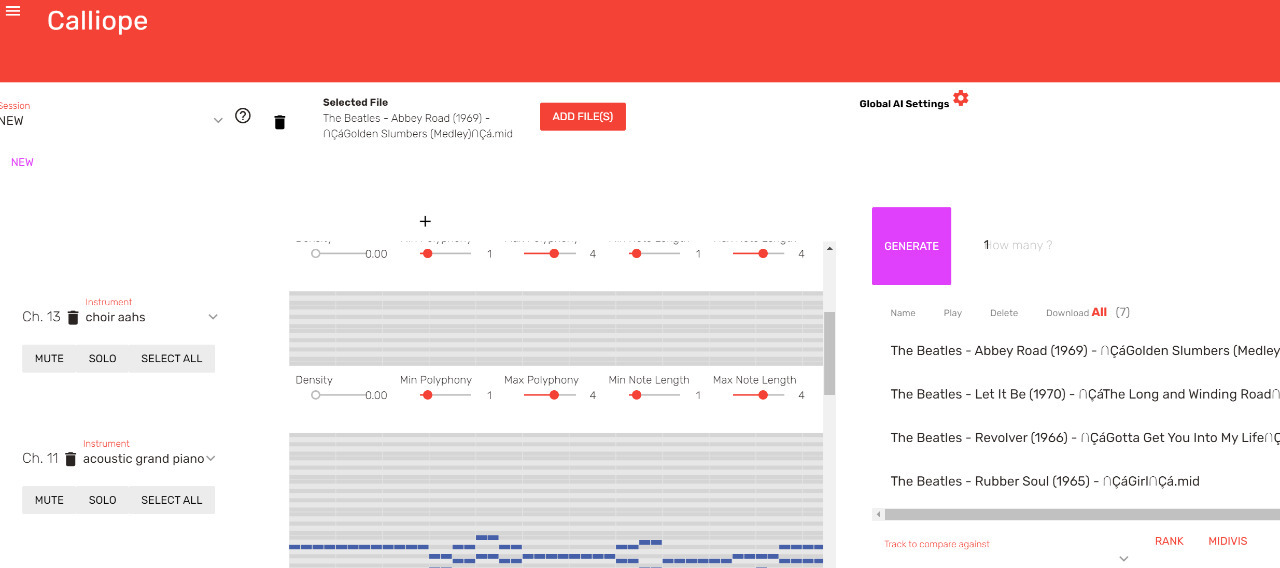 Calliope
Session
NEW
NEW
Selected File
The Beatles - Abbey Road (1969) -
∩ÇáGolden Slumbers (Medley)∩Çá.mid
ADD FILE(S)
Global AI Settings
GENERATE
1
How many ?
Density
0.00
Min Polyphony
1
Max Polyphony
4
Min Note Length
1
Max Note Length
4
Ch. 13
Instrument
choir aahs
MUTE SOLO SELECT ALL
Density
0.00
Min Polyphony
1
Max Polyphony
4
Min Note Length
1
Max Note Length
4
Ch. 11
Instrument
acoustic grand piano
MUTE SOLO SELECT ALL
Name Play Delete Download All (7)
The Beatles - Abbey Road (1969) - ∩ÇáGolden Slumbers (Medley
The Beatles - Let It Be (1970) - ∩ÇáThe Long and Winding Road∩
The Beatles - Revolver (1966) - ∩ÇáGotta Get You Into My Life∩Ç
The Beatles - Rubber Soul (1965) - ∩ÇáGirl∩Çá.mid
Track to compare against
RANK MIDIVIS